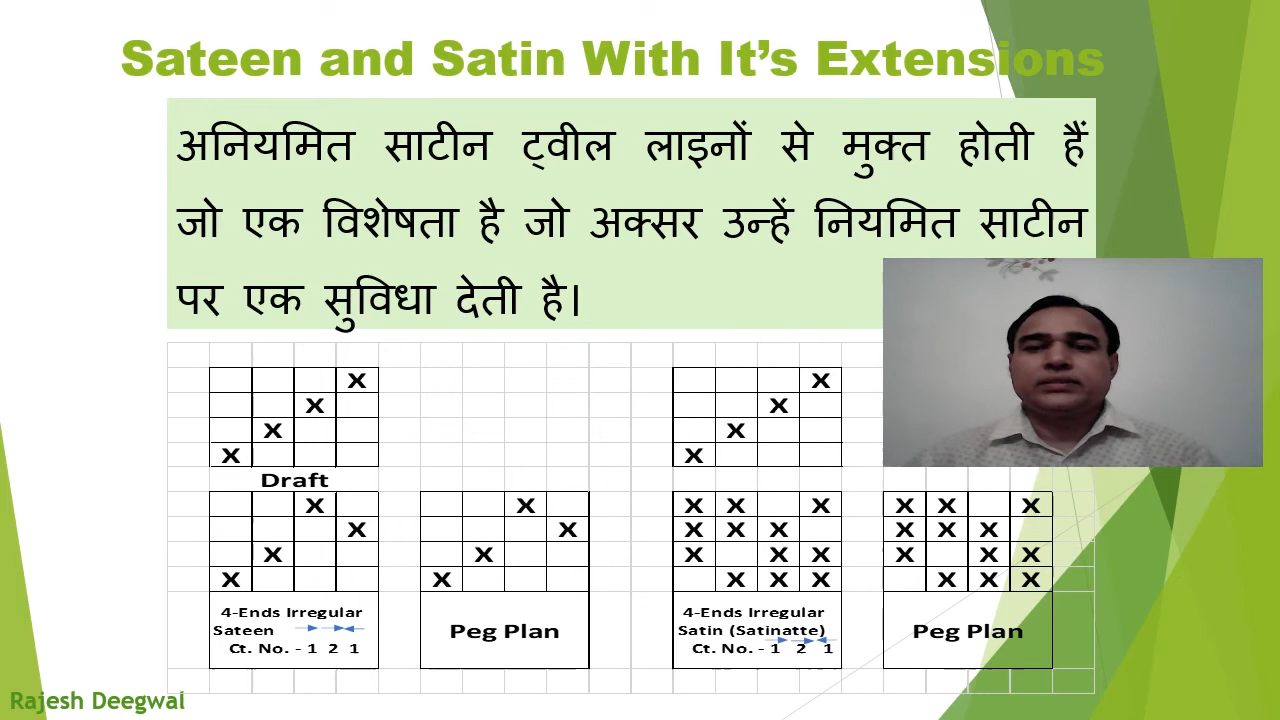 Sateen and Satin With It’s Extensions
अनियमित साटीन ट्वील लाइनों से मुक्त होती हैं
जो एक विशेषता है जो अक्सर उन्हें नियमित साटीन
पर एक सुविधा देती है।
X X
X X
X X
X X
Draft
X X X X X X X X
X X X X X X X X
X X X X X X X X
X X X X X X X X
4-Ends Irregular
Sateen
Ct. No. - 1 2 1
Peg Plan
4-Ends Irregular
Satin (Satinatte)
Ct. No. - 1 2 1
Peg Plan
Rajesh Deegwal